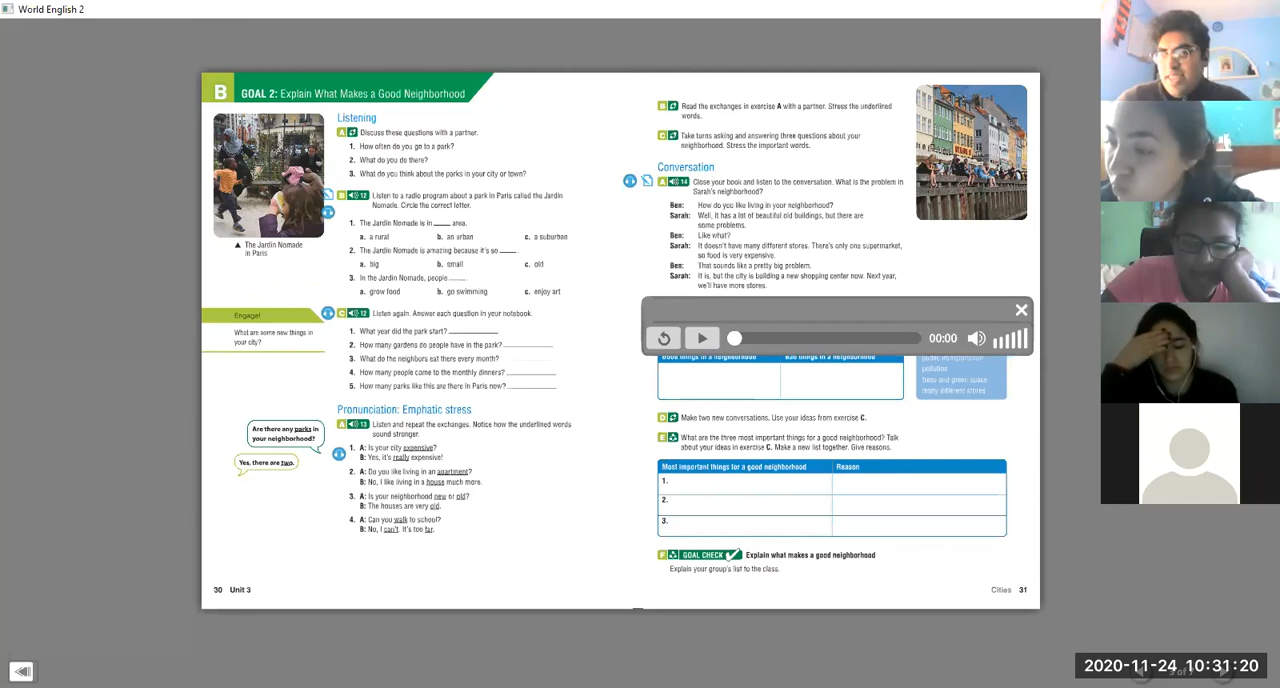 World English 2
B GOAL 2: Explain What Makes a Good Neighborhood
▲ The Jardin Nomade
in Paris
Engage!
What are some new things in
your city?
Are there any parks in
your neighborhood?
Yes, there are two.
Listening
A Discuss these questions with a partner.
1. How often do you go to a park?
2. What do you do there?
3. What do you think about the parks in your city or town?
B 12 Listen to a radio program about a park in Paris called the Jardin
Nomade. Circle the correct letter.
1. The Jardin Nomade is in ____ area.
a. a rural b. an urban c. a suburban
2. The Jardin Nomade is amazing because it's so ____
a. big b. small c. old
3. In the Jardin Nomade, people ____
a. grow food b. go swimming c. enjoy art
C 12 Listen again. Answer each question in your notebook.
1. What year did the park start? ____
2. How many gardens do people have in the park? ____
3. What do the neighbors eat there every month?
4. How many people come to the monthly dinners? ____
5. How many parks like this are there in Paris now? ____
Pronunciation: Emphatic stress
A 13 Listen and repeat the exchanges. Notice how the underlined words
sound stronger.
1. A: Is your city expensive?
B: Yes, it's really expensive!
2. A: Do you like living in an apartment?
B: No, I like living in a house much more.
3. A: Is your neighborhood new or old?
B: The houses are very old.
4. A: Can you walk to school?
B: No, I can't. It's too far.
30 Unit 3
B Read the exchanges in exercise A with a partner. Stress the underlined
words.
C Take turns asking and answering three questions about your
neighborhood. Stress the important words.
Conversation
A 14 Close your book and listen to the conversation. What is the problem in
Sarah's neighborhood?
Ben: How do you like living in your neighborhood?
Sarah: Well, it has a lot of beautiful old buildings, but there are
some problems.
Ben: Like what?
Sarah: It doesn't have many different stores. There's only one supermarket,
so food is very expensive.
Ben: That sounds like a pretty big problem.
Sarah: It is, but the city is building a new shopping center now. Next year,
we'll have more stores.
00:00
Good things in a neighborhood Bad things in a neighborhood
public transportation
pollution
trees and green space
many different stores
D Make two new conversations. Use your ideas from exercise C.
E What are the three most important things for a good neighborhood? Talk
about your ideas in exercise C. Make a new list together. Give reasons.
Most important things for a good neighborhood Reason
1.
2.
3.
F GOAL CHECK Explain what makes a good neighborhood
Explain your group's list to the class.
Cities 31
2020-11-24 10:31:20